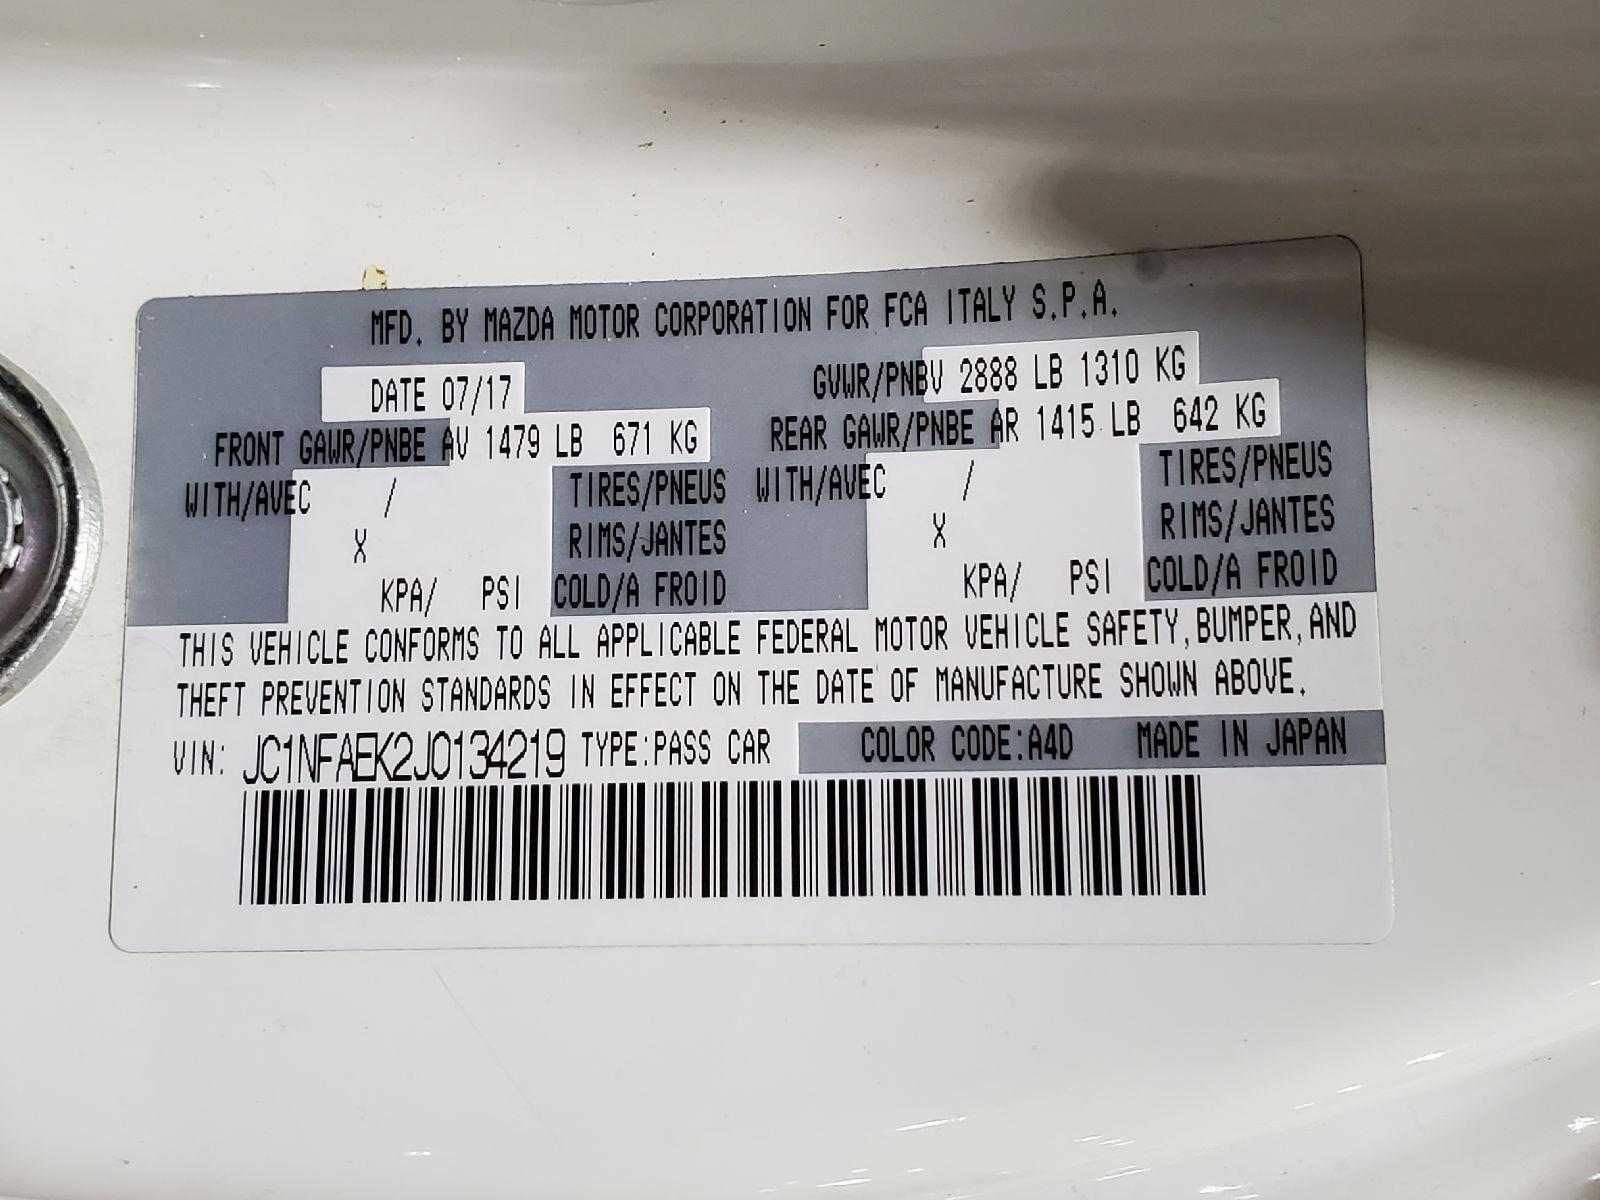 MFD. BY MAZDA MOTOR CORPORATION FOR FCA ITALY S.P.A.
DATE 07/17 GVWR/PNBV 2888 LB 1310 KG
FRONT GAWR/PNBE AV 1479 LB 671 KG REAR GAWR/PNBE AR 1415 LB 642 KG
WITH/AVEC / TIRES/PNEUS WITH/AVEC / TIRES/PNEUS
X RIMS/JANTES X RIMS/JANTES
KPA/ PSI COLD/A FROID KPA/ PSI COLD/A FROID
THIS VEHICLE CONFORMS TO ALL APPLICABLE FEDERAL MOTOR VEHICLE SAFETY, BUMPER, AND
THEFT PREVENTION STANDARDS IN EFFECT ON THE DATE OF MANUFACTURE SHOWN ABOVE.
VIN: JC1NFAEK2J0134219 TYPE:PASS CAR COLOR CODE:A4D MADE IN JAPAN